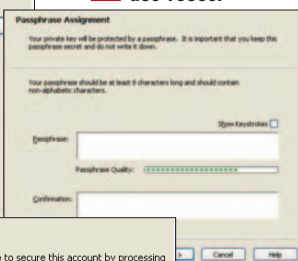 Passphrase Assignment
Your private key will be protected by a passphrase. It is important that you keep this
passphrase secret and do not write it down.
Your passphrase should be at least 8 characters long and should contain
non-alphabetic characters.
Show Keystrokes
Passphrase:
Passphrase Quality:
Confirmation:
> Cancel Help
to secure this account by processing